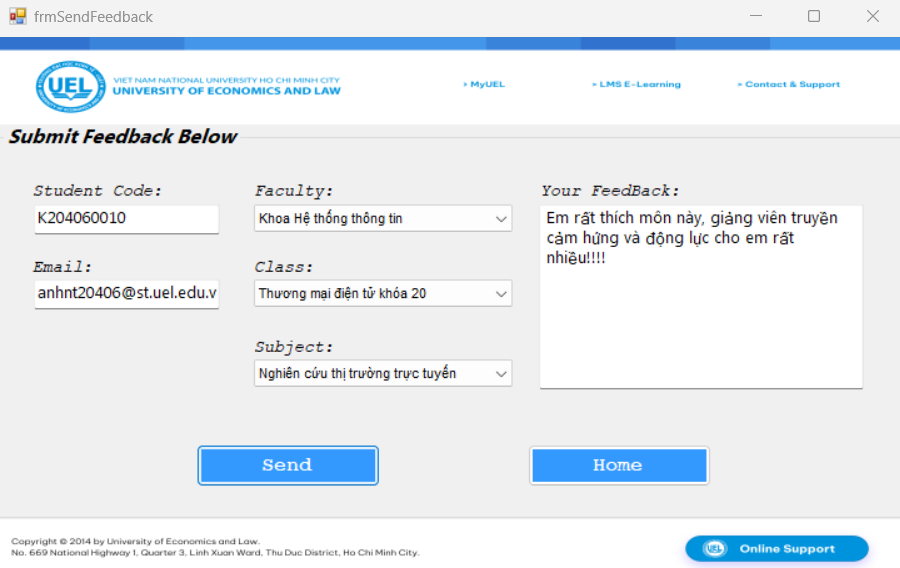 frmSendFeedback
UEL
VIET NAM NATIONAL UNIVERSITY HO CHI MINH CITY
UNIVERSITY OF ECONOMICS AND LAW
> MyUEL
> LMS E-Learning
> Contact & Support
Submit Feedback Below
Student Code:
K204060010
Email:
anhnt20406@st.uel.edu.v
Faculty:
Khoa Hệ thống thông tin
Class:
Thương mại điện tử khóa 20
Subject:
Nghiên cứu thị trường trực tuyến
Your FeedBack:
Em rất thích môn này, giảng viên truyền
cảm hứng và động lực cho em rất
nhiều!!!!
Send
Home
Copyright © 2014 by University of Economics and Law.
No. 669 National Highway 1, Quarter 3, Linh Xuan Ward, Thu Duc District, Ho Chi Minh City.
UEL
Online Support